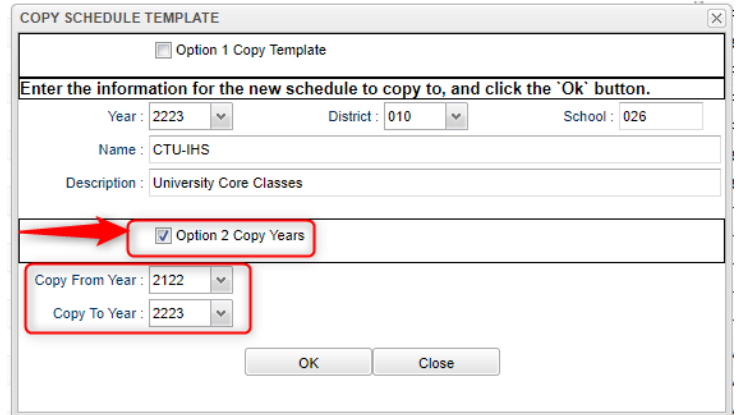 COPY SCHEDULE TEMPLATE
Option 1 Copy Template
Enter the information for the new schedule to copy to, and click the `Ok` button.
Year : 2223 District : 010 School : 026
Name : CTU-IHS
Description : University Core Classes
Option 2 Copy Years
Copy From Year : 2122
Copy To Year : 2223
OK Close